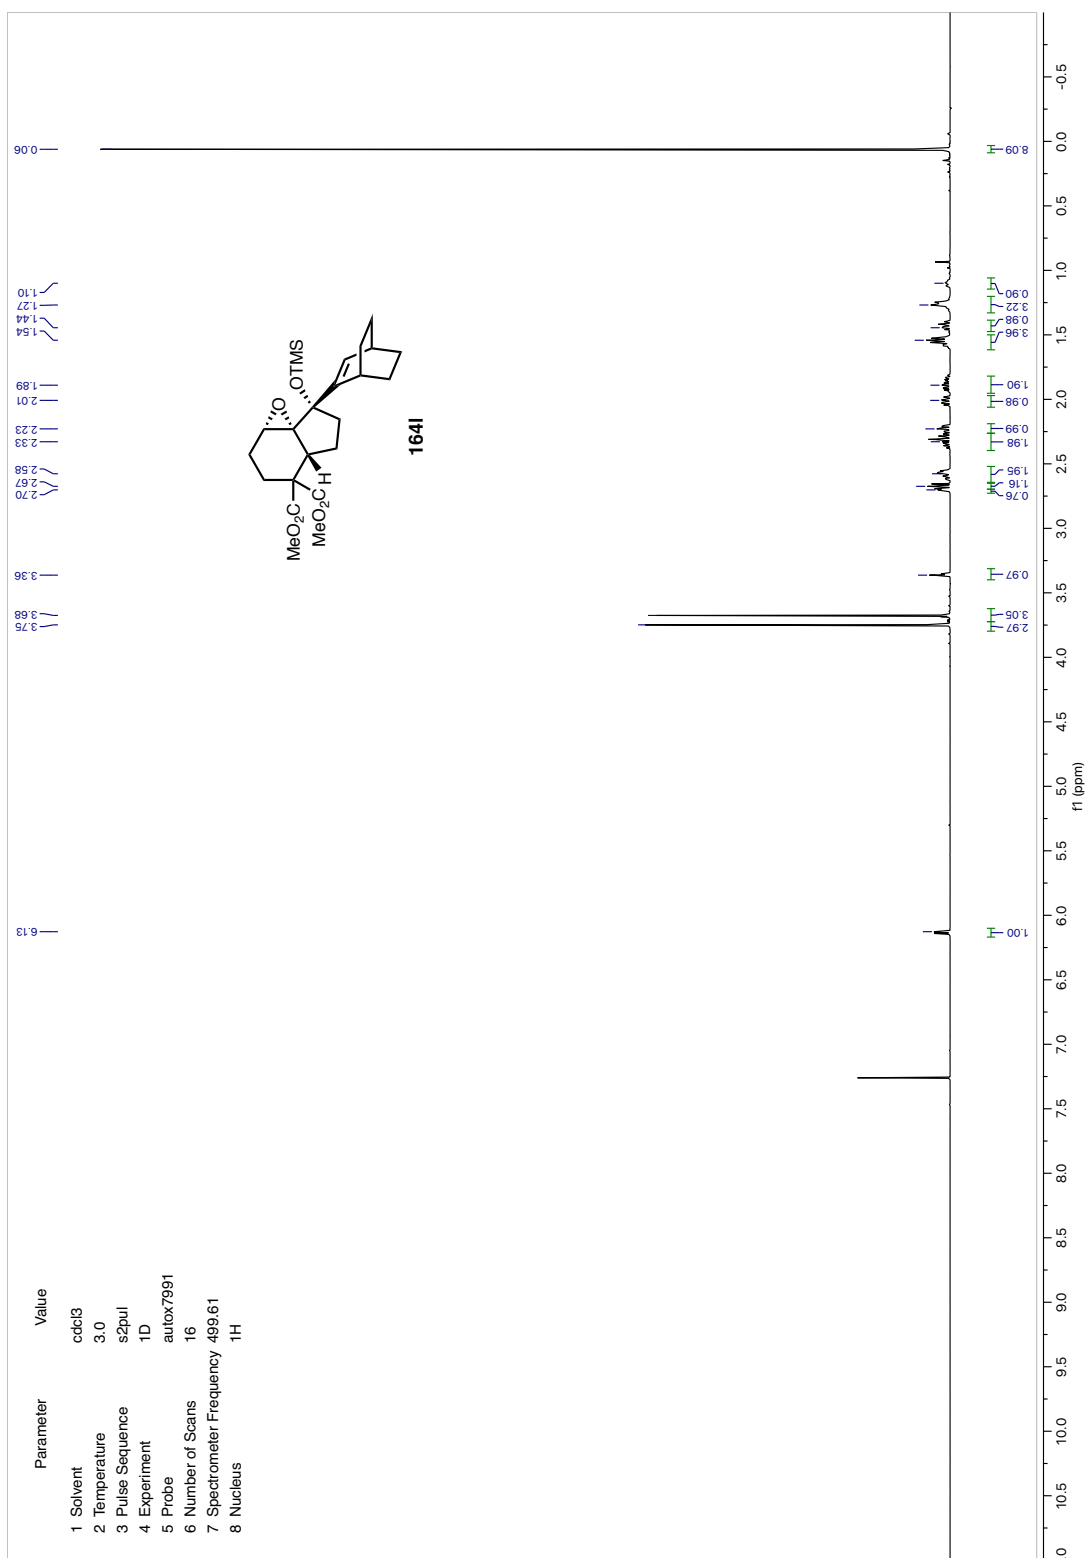 Parameter Value
1 Solvent cdcl3
2 Temperature 3.0
3 Pulse Sequence s2pul
4 Experiment 1D
5 Probe autox7991
6 Number of Scans 16
7 Spectrometer Frequency 499.61
8 Nucleus 1H
6.13
3.75
3.68
3.36
2.70
2.67
2.58
2.33
2.23
2.01
1.89
1.54
1.44
1.27
1.10
0.06
MeO2C
MeO2C
H
O
OTMS
164l
1.00
2.97
3.05
0.97
0.76
1.16
1.95
1.98
0.99
0.98
1.90
3.96
0.98
3.22
0.90
8.09
0 10.5 10.0 9.5 9.0 8.5 8.0 7.5 7.0 6.5 6.0 5.5 5.0 4.5 4.0 3.5 3.0 2.5 2.0 1.5 1.0 0.5 0.0 -0.5
f1 (ppm)